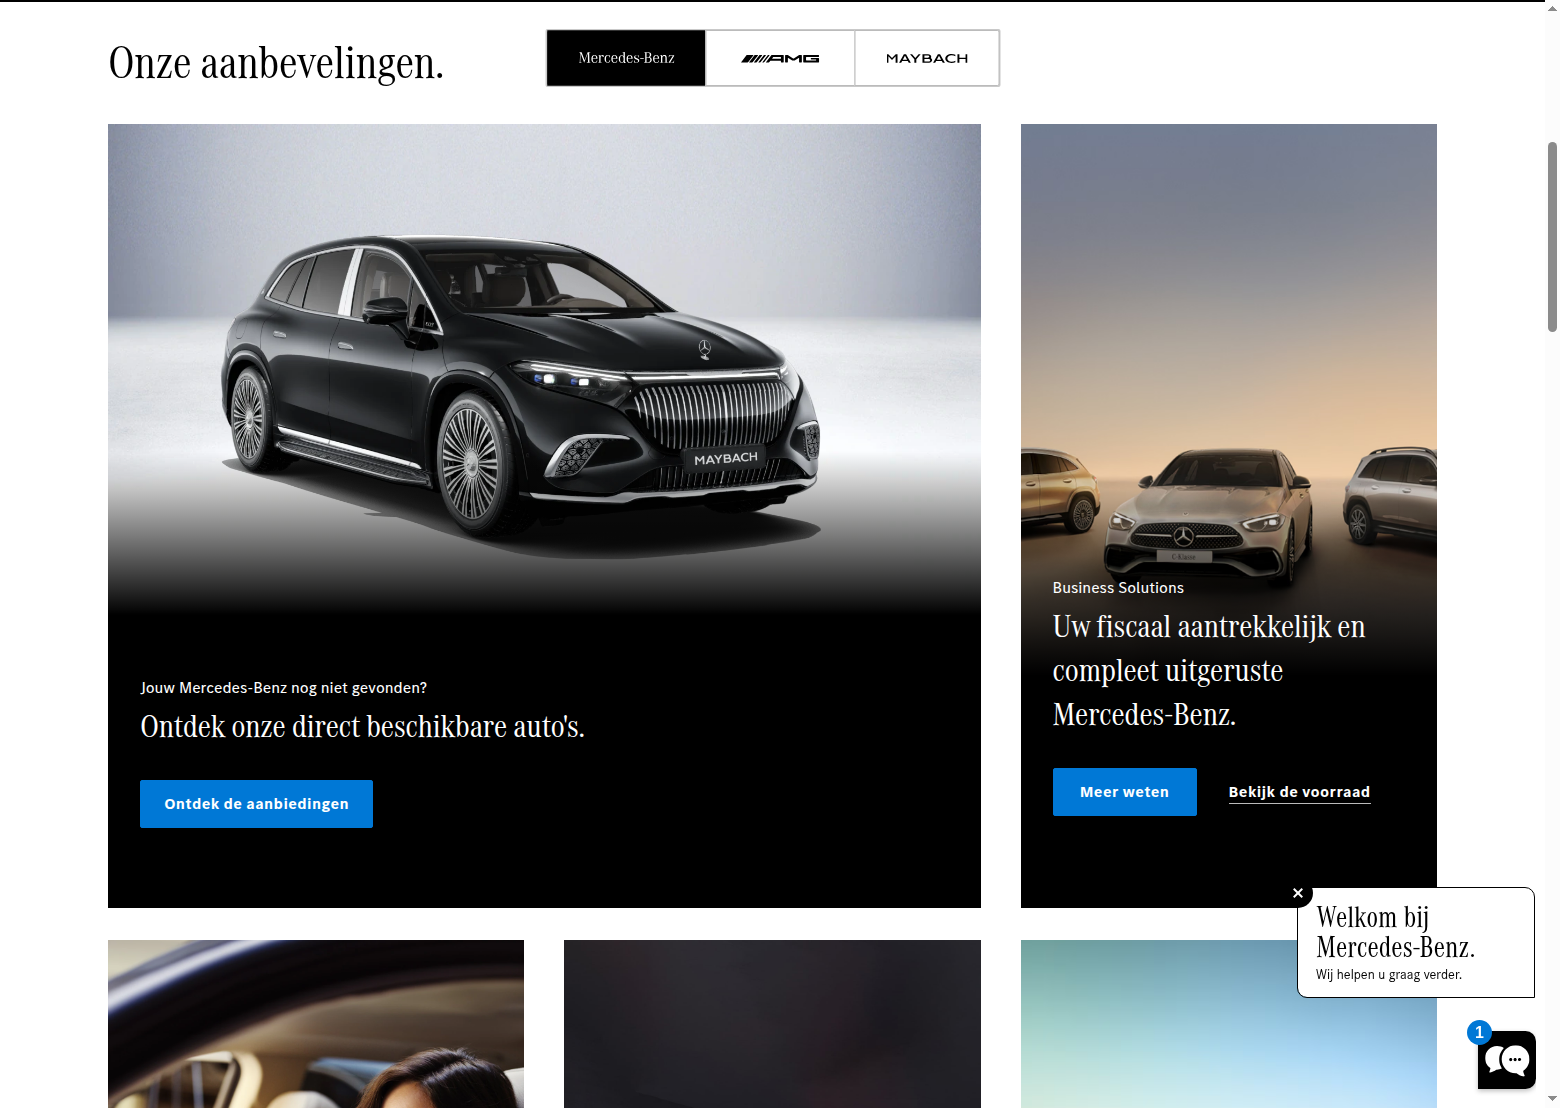 Onze aanbevelingen.
Mercedes-Benz
AMG
MAYBACH
MAYBACH
Jouw Mercedes-Benz nog niet gevonden?
Ontdek onze direct beschikbare auto's.
Ontdek de aanbiedingen
C-Klasse
Business Solutions
Uw fiscaal aantrekkelijk en
compleet uitgeruste
Mercedes-Benz.
Meer weten
Bekijk de voorraad
Welkom bij
Mercedes-Benz.
Wij helpen u graag verder.
1